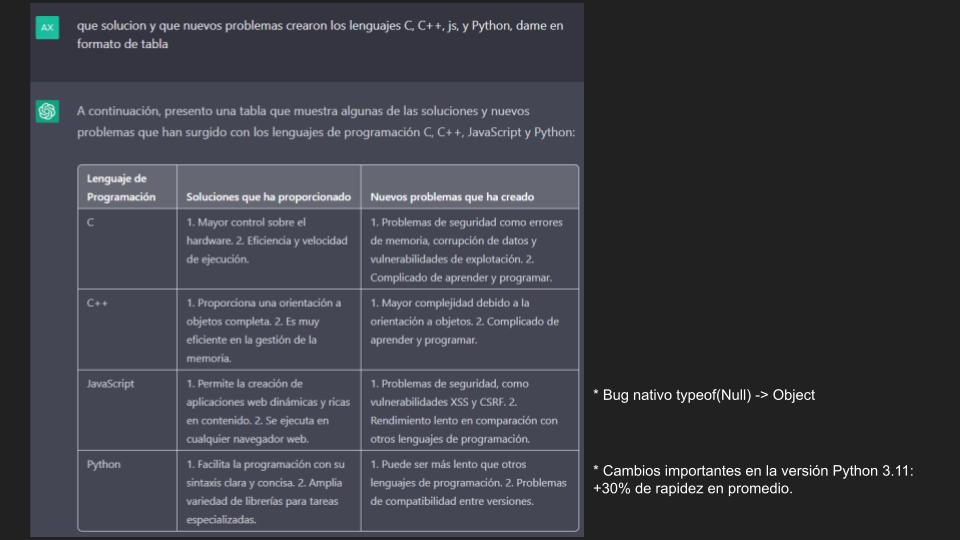 AX
que solucion y que nuevos problemas crearon los lenguajes C, C++, js, y Python, dame en
formato de tabla
A continuación, presento una tabla que muestra algunas de las soluciones y nuevos
problemas que han surgido con los lenguajes de programación C, C++, JavaScript y Python:
Lenguaje de
Programación
Soluciones que ha proporcionado
Nuevos problemas que ha creado
C
1. Mayor control sobre el
hardware. 2. Eficiencia y velocidad
de ejecución.
1. Problemas de seguridad como errores
de memoria, corrupción de datos y
vulnerabilidades de explotación. 2.
Complicado de aprender y programar.
C++
1. Proporciona una orientación a
objetos completa. 2. Es muy
eficiente en la gestión de la
memoria.
1. Mayor complejidad debido a la
orientación a objetos. 2. Complicado de
aprender y programar.
JavaScript
1. Permite la creación de
aplicaciones web dinámicas y ricas
en contenido. 2. Se ejecuta en
cualquier navegador web.
1. Problemas de seguridad, como
vulnerabilidades XSS y CSRF. 2.
Rendimiento lento en comparación con
otros lenguajes de programación.
* Bug nativo typeof(Null) -> Object
Python
1. Facilita la programación con su
sintaxis clara y concisa. 2. Amplia
variedad de librerías para tareas
especializadas.
1. Puede ser más lento que otros
lenguajes de programación. 2. Problemas
de compatibilidad entre versiones.
* Cambios importantes en la versión Python 3.11:
+30% de rapidez en promedio.